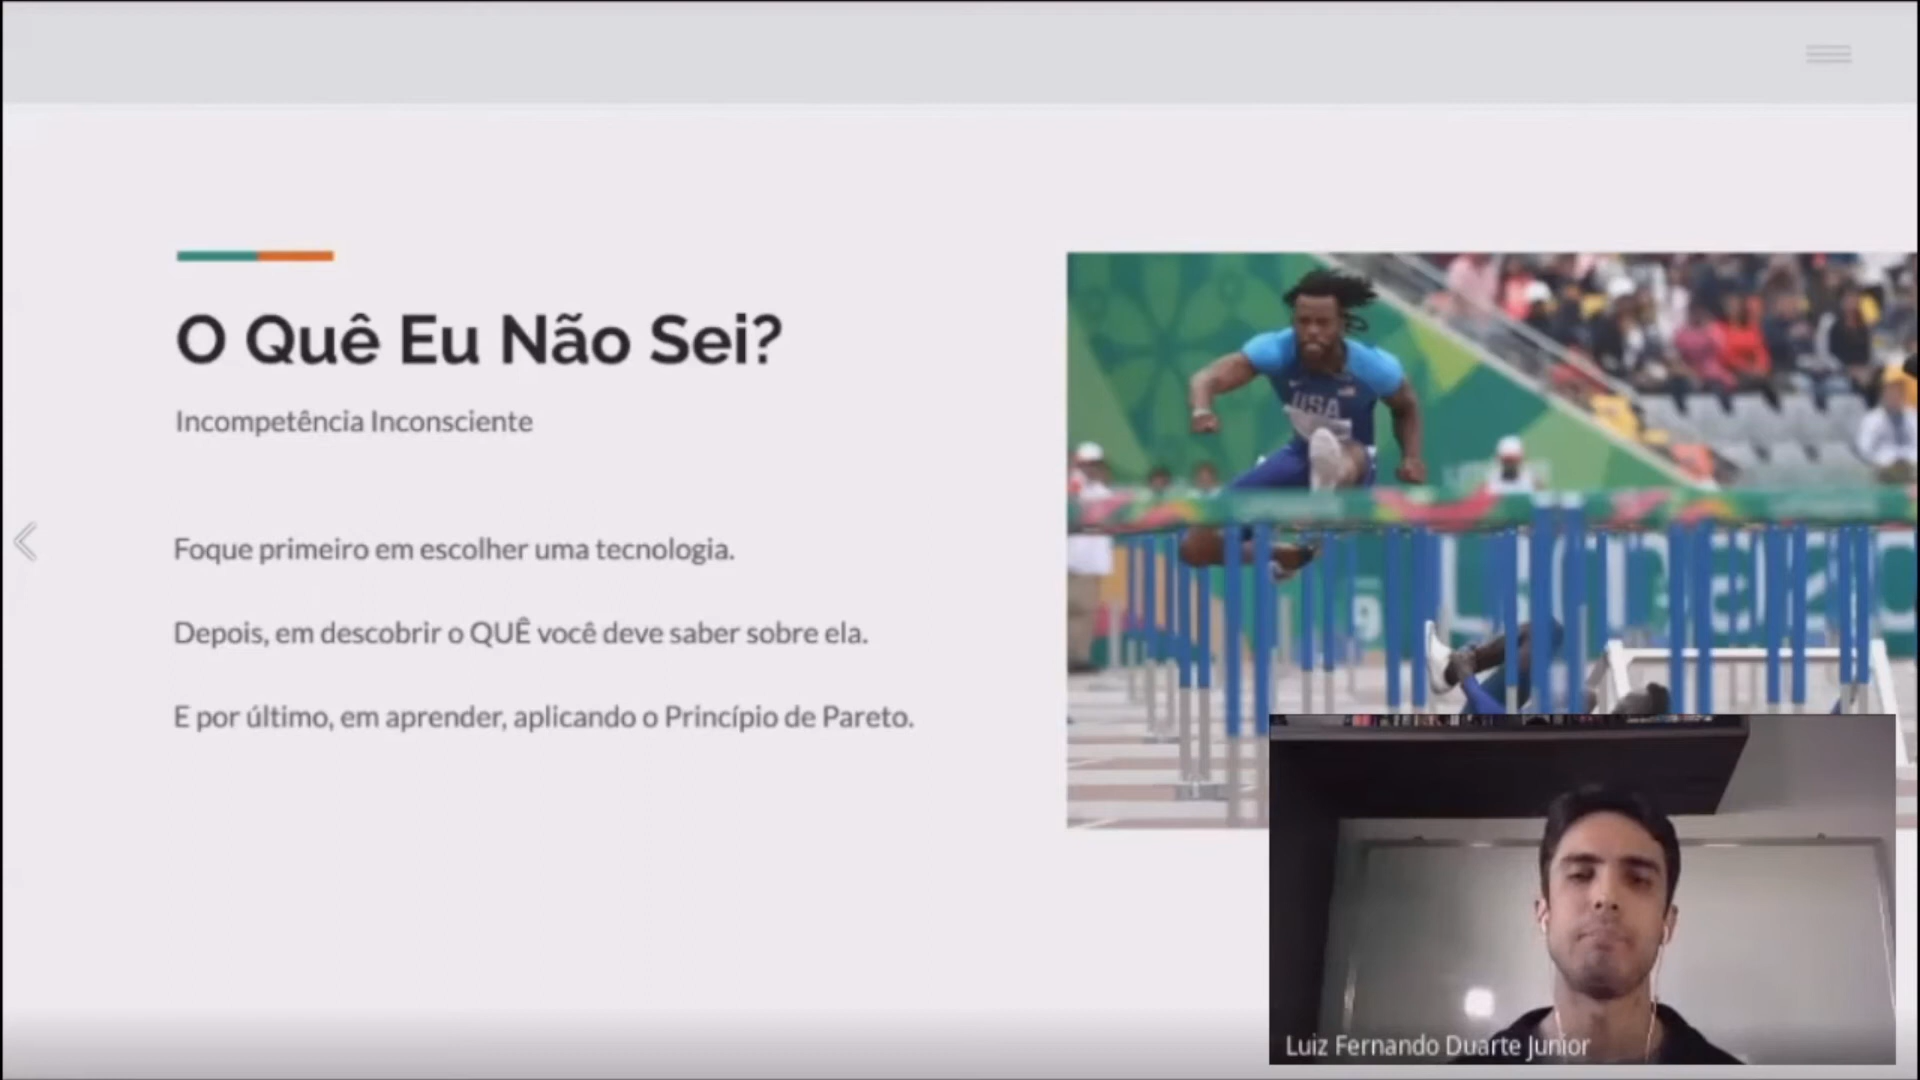 O Quê Eu Não Sei?
Incompetência Inconsciente
Foque primeiro em escolher uma tecnologia.
Depois, em descobrir o QUÊ você deve saber sobre ela.
E por último, em aprender, aplicando o Princípio de Pareto.
USA
9
Luiz Fernando Duarte Junior